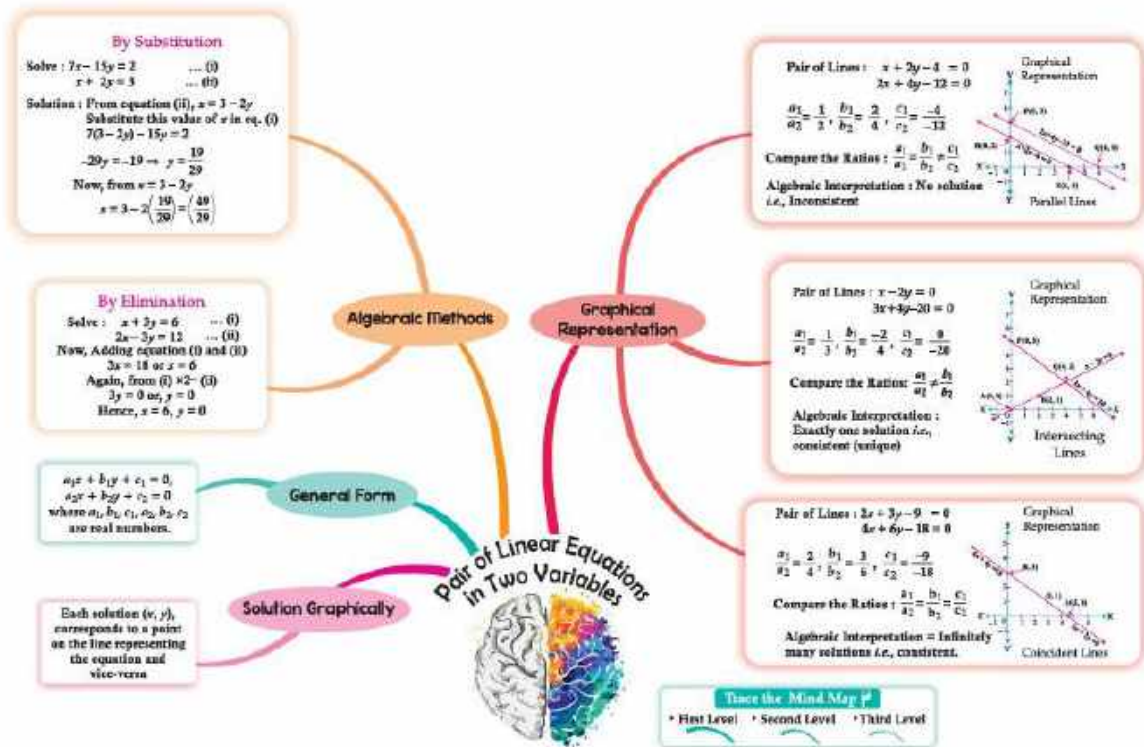 By Substitution
Solve : 7x – 15y = 2 ... (i)
x + 2y = 3 ... (ii)
Solution : From equation (ii), x = 3 – 2y
Substitute this value of x in eq. (i)
7(3 – 2y) – 15y = 2
–29y = –19 ⇒ y = 19/29
Now, from x = 3 – 2y
x = 3 – 2(19/29) = (49/29)
By Elimination
Solve : x + 3y = 6 ... (i)
2x – 3y = 12 ... (ii)
Now, Adding equation (i) and (ii)
3x = 18 or x = 6
Again, from (i) ×2– (ii)
3y = 0 or, y = 0
Hence, x = 6, y = 0
Algebraic Methods
General Form
a₁x + b₁y + c₁ = 0,
a₂x + b₂y + c₂ = 0
where a₁, b₁, c₁, a₂, b₂, c₂
are real numbers.
Solution Graphically
Each solution (x, y),
corresponds to a point
on the line representing
the equation and
vice-versa
Pair of Linear Equations
in Two Variables
Graphical
Representation
Pair of Lines : x + 2y – 4 = 0
2x + 4y – 12 = 0
a₁/a₂ = 1/2, b₁/b₂ = 2/4, c₁/c₂ = –4/–12
Compare the Ratios : a₁/a₂ = b₁/b₂ ≠ c₁/c₂
Algebraic Interpretation : No solution
i.e., Inconsistent
Graphical
Representation
Parallel Lines
Pair of Lines : x – 2y = 0
3x+4y–20 = 0
a₁/a₂ = 1/3, b₁/b₂ = –2/4, c₁/c₂ = 0/–20
Compare the Ratios: a₁/a₂ ≠ b₁/b₂
Algebraic Interpretation :
Exactly one solution i.e.,
consistent (unique)
Graphical
Representation
Intersecting
Lines
Pair of Lines : 2x + 3y – 9 = 0
4x + 6y – 18 = 0
a₁/a₂ = 2/4, b₁/b₂ = 3/6, c₁/c₂ = –9/–18
Compare the Ratios : a₁/a₂ = b₁/b₂ = c₁/c₂
Algebraic Interpretation = Infinitely
many solutions i.e., consistent.
Graphical
Representation
Coincident Lines
Trace the Mind Map
• First Level • Second Level • Third Level